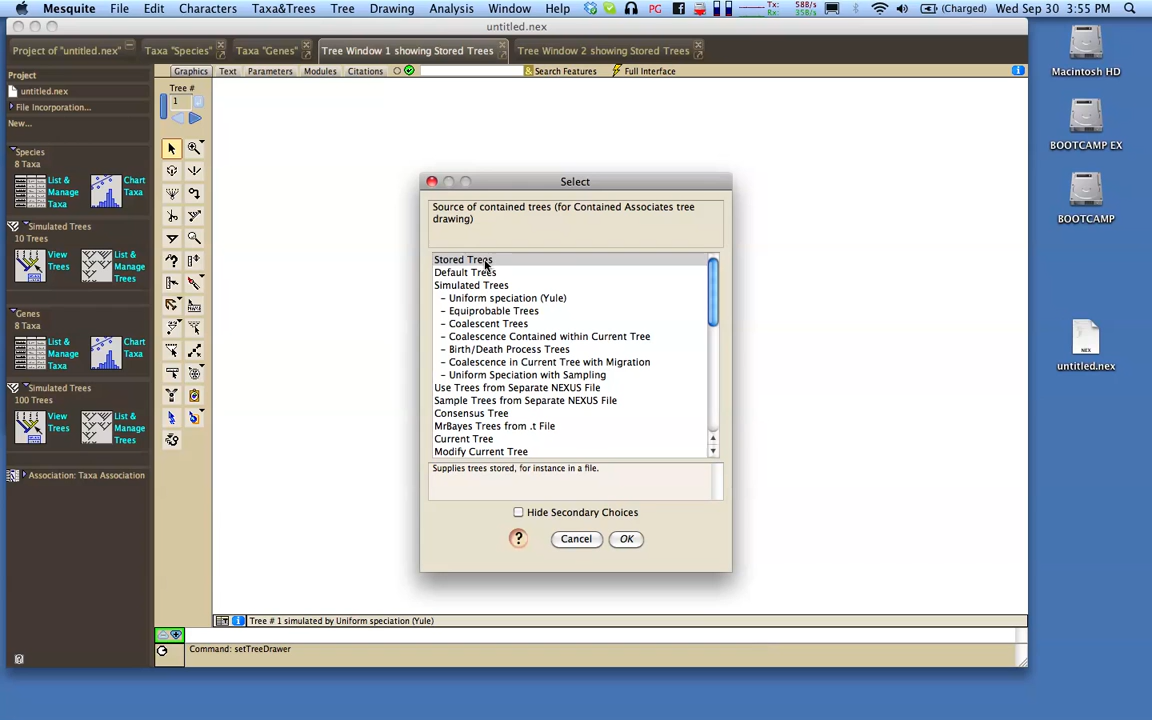 Mesquite File Edit Characters Taxa&Trees Tree Drawing Analysis Window Help PG Tx: 58B/s Rx: 35B/s (Charged) Wed Sep 30 3:55 PM
untitled.nex
Project of "untitled.nex" Taxa "Species" Taxa "Genes" Tree Window 1 showing Stored Trees Tree Window 2 showing Stored Trees
Project
Graphics Text Parameters Modules Citations Search Features Full Interface
Macintosh HD
untitled.nex
Tree #
1
File Incorporation...
New...
BOOTCAMP EX
Species
8 Taxa
List & Manage Taxa
Chart Taxa
BOOTCAMP
Simulated Trees
10 Trees
View Trees
List & Manage Trees
Genes
8 Taxa
List & Manage Taxa
Chart Taxa
Simulated Trees
100 Trees
View Trees
List & Manage Trees
Association: Taxa Association
Select
Source of contained trees (for Contained Associates tree
drawing)
Stored Trees
Default Trees
Simulated Trees
- Uniform speciation (Yule)
- Equiprobable Trees
- Coalescent Trees
- Coalescence Contained within Current Tree
- Birth/Death Process Trees
- Coalescence in Current Tree with Migration
- Uniform Speciation with Sampling
Use Trees from Separate NEXUS File
Sample Trees from Separate NEXUS File
Consensus Tree
MrBayes Trees from .t File
Current Tree
Modify Current Tree
Supplies trees stored, for instance in a file.
Hide Secondary Choices
? Cancel OK
NEX
untitled.nex
Tree # 1 simulated by Uniform speciation (Yule)
Command: setTreeDrawer
?